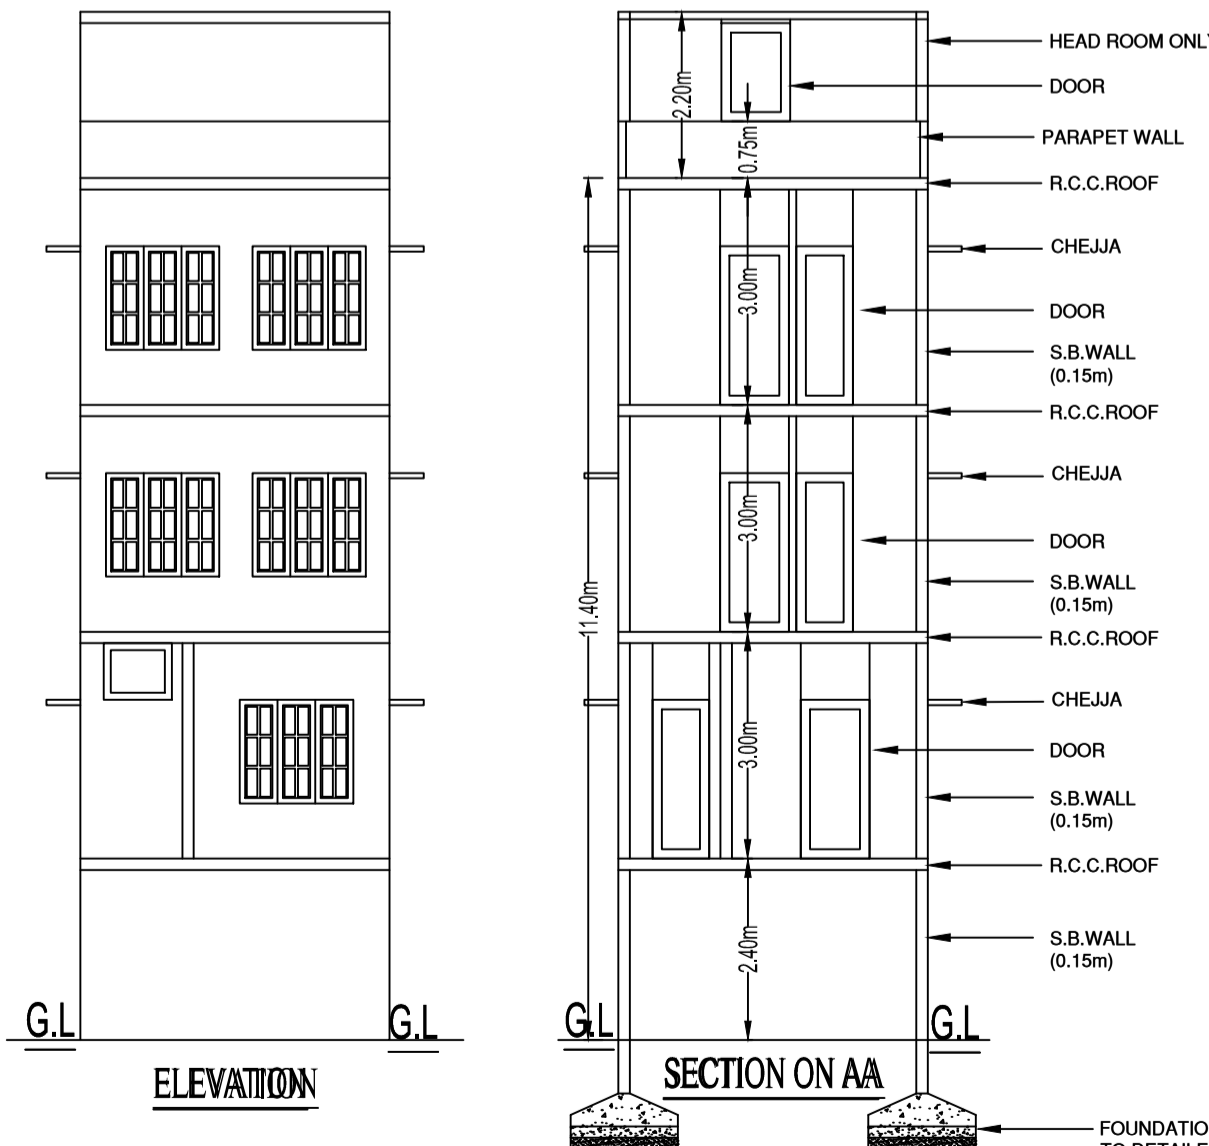 HEAD ROOM ONLY
DOOR
2.20m
0.75m
PARAPET WALL
R.C.C.ROOF
CHEJJA
3.00m
DOOR
S.B.WALL
(0.15m)
R.C.C.ROOF
CHEJJA
3.00m
DOOR
S.B.WALL
(0.15m)
11.40m
R.C.C.ROOF
CHEJJA
3.00m
DOOR
S.B.WALL
(0.15m)
R.C.C.ROOF
2.40m
S.B.WALL
(0.15m)
G.L G.L G.L G.L
ELEVATION
SECTION ON AA